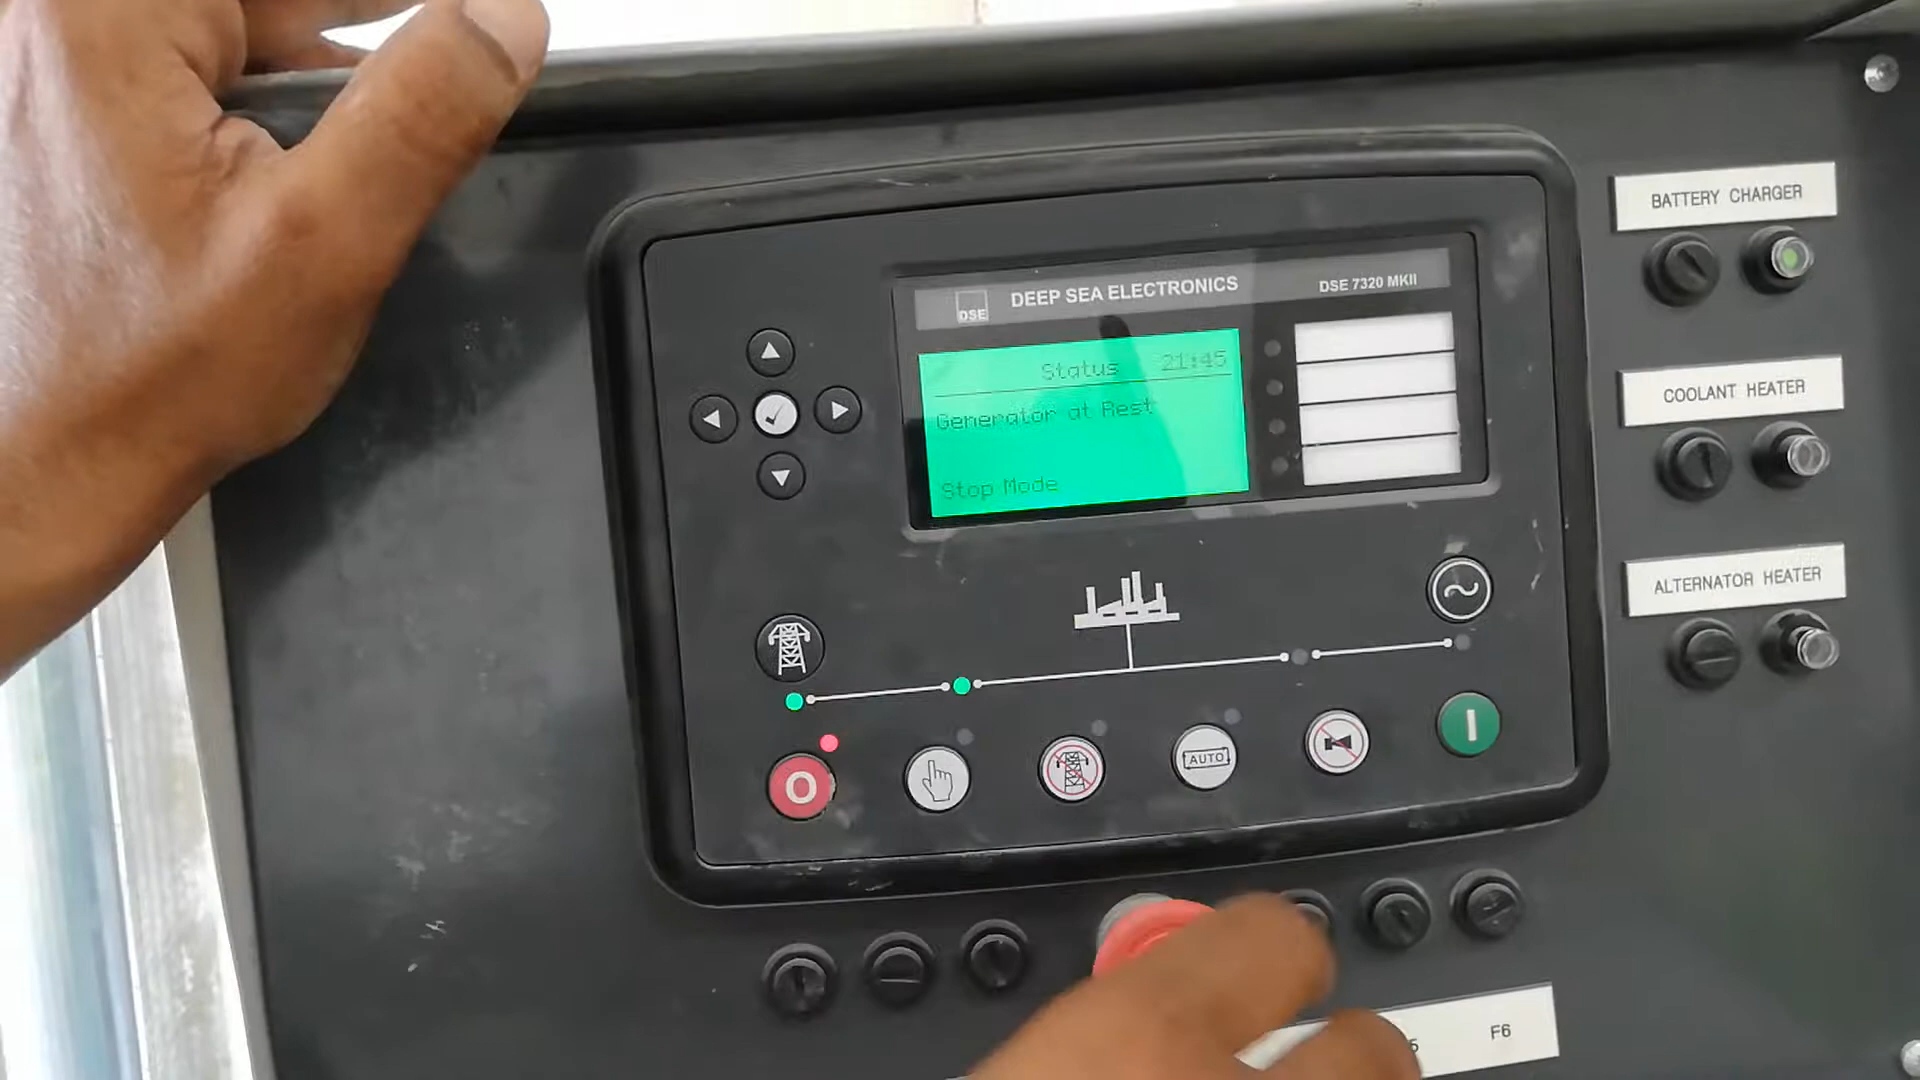 DSE
DEEP SEA ELECTRONICS
DSE 7320 MKII
Status 21:45
Generator at Rest
Stop Mode
BATTERY CHARGER
COOLANT HEATER
ALTERNATOR HEATER
O
AUTO
I
5
F6